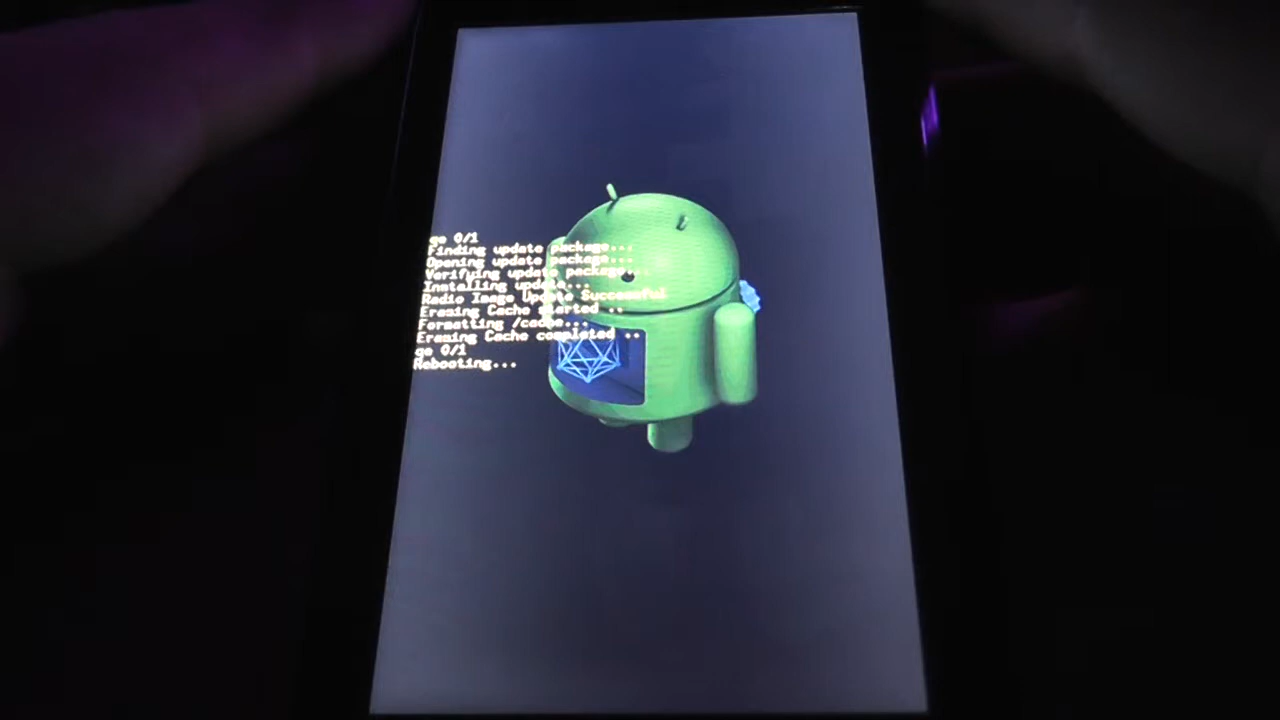 ge 0/1
Finding update package...
Opening update package...
Verifying update package...
Installing update...
Radio Image Update Successful
Erasing Cache started ..
Formatting /cache...
Erasing Cache completed ..
ge 0/1
Rebooting...